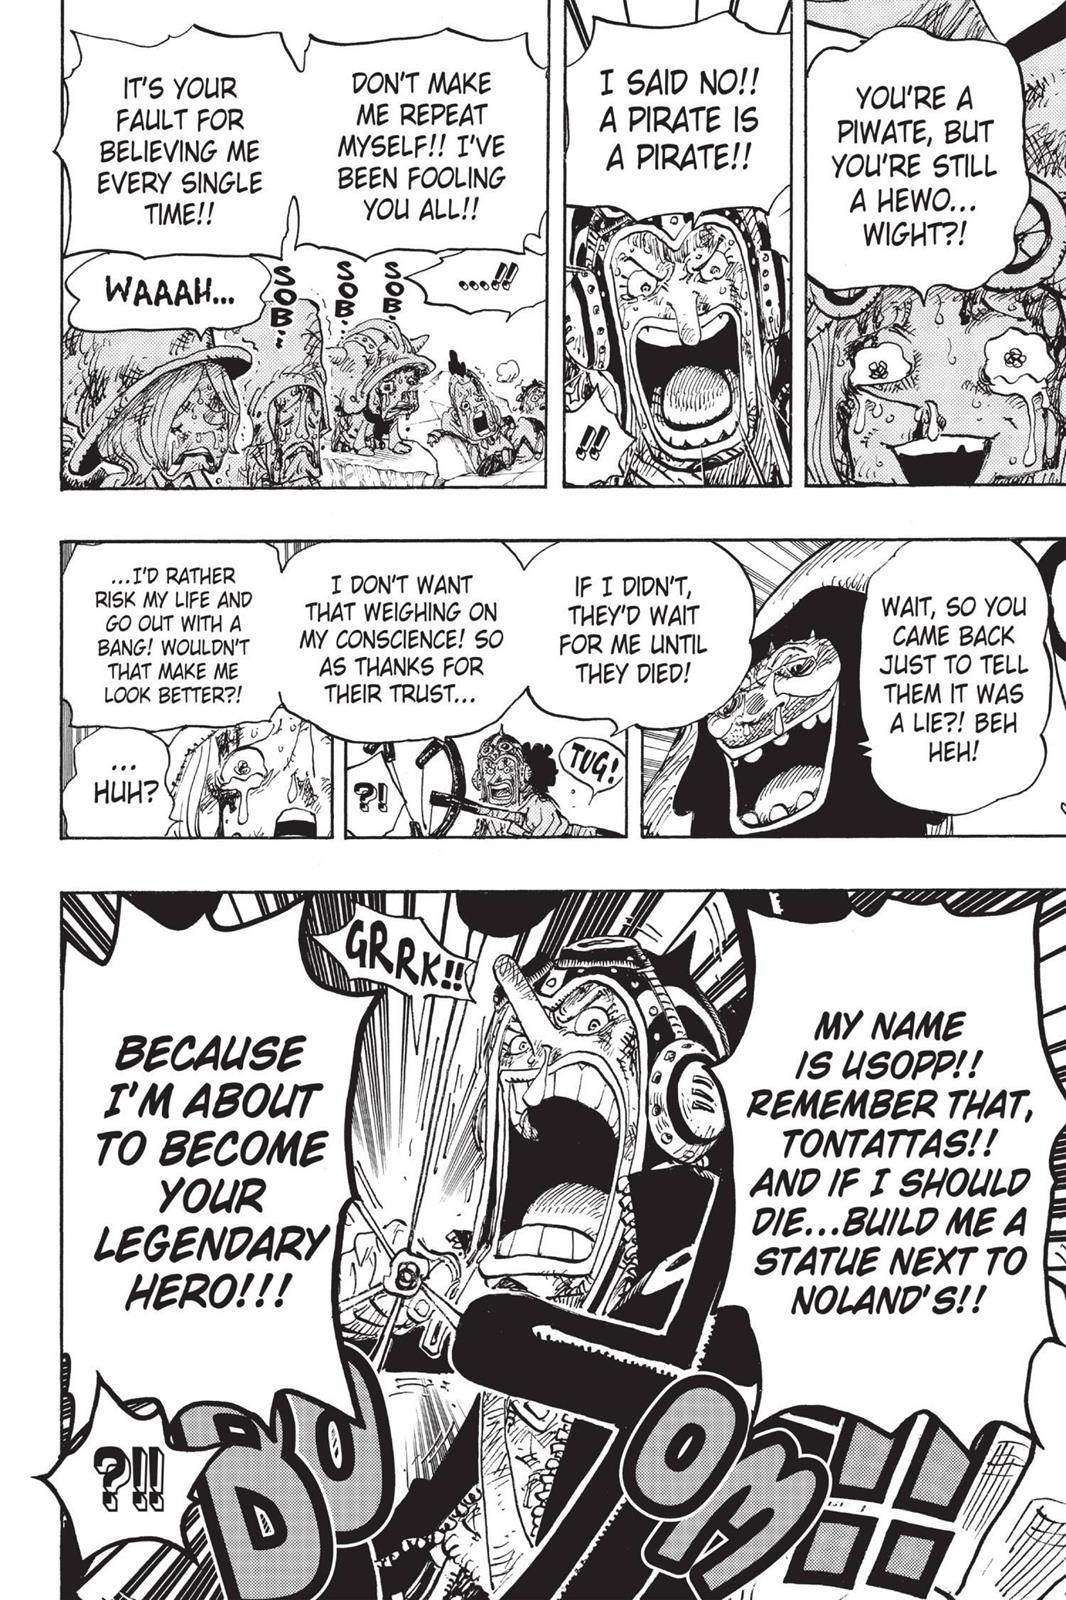 YOU'RE A
PIWATE, BUT
YOU'RE STILL
A HEWO...
WIGHT?!
I SAID NO!!
A PIRATE IS
A PIRATE!!
!!
DON'T MAKE
ME REPEAT
MYSELF!! I'VE
BEEN FOOLING
YOU ALL!!
IT'S YOUR
FAULT FOR
BELIEVING ME
EVERY SINGLE
TIME!!
...!!
SOB..
SOB..
SOB...
WAAAH...
WAIT, SO YOU
CAME BACK
JUST TO TELL
THEM IT WAS
A LIE?! BEH
HEH!
IF I DIDN'T,
THEY'D WAIT
FOR ME UNTIL
THEY DIED!
TUG!
I DON'T WANT
THAT WEIGHING ON
MY CONSCIENCE! SO
AS THANKS FOR
THEIR TRUST...
?!
...I'D RATHER
RISK MY LIFE AND
GO OUT WITH A
BANG! WOULDN'T
THAT MAKE ME
LOOK BETTER?!
...
HUH?
MY NAME
IS USOPP!!
REMEMBER THAT,
TONTATTAS!!
AND IF I SHOULD
DIE...BUILD ME A
STATUE NEXT TO
NOLAND'S!!
GRRK!!
BECAUSE
I'M ABOUT
TO BECOME
YOUR
LEGENDARY
HERO!!!
?!!
BA-DOOM!!